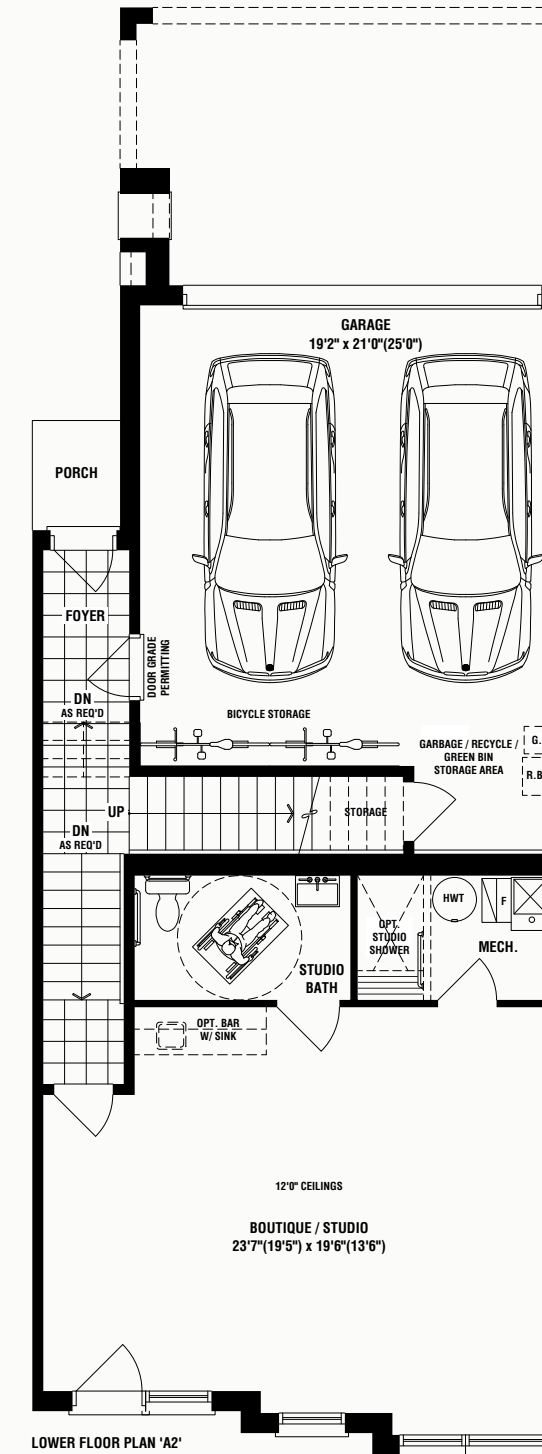 GARAGE
19'2" x 21'0"(25'0")
PORCH
FOYER
DOOR GRADE
PERMITTING
DN
AS REQ'D
BICYCLE STORAGE
GARBAGE / RECYCLE /
GREEN BIN
STORAGE AREA
G.
R.B
UP
STORAGE
DN
AS REQ'D
HWT
F
OPT.
STUDIO
SHOWER
MECH.
STUDIO
BATH
OPT. BAR
W/ SINK
12'0" CEILINGS
BOUTIQUE / STUDIO
23'7"(19'5") x 19'6"(13'6")
LOWER FLOOR PLAN 'A2'